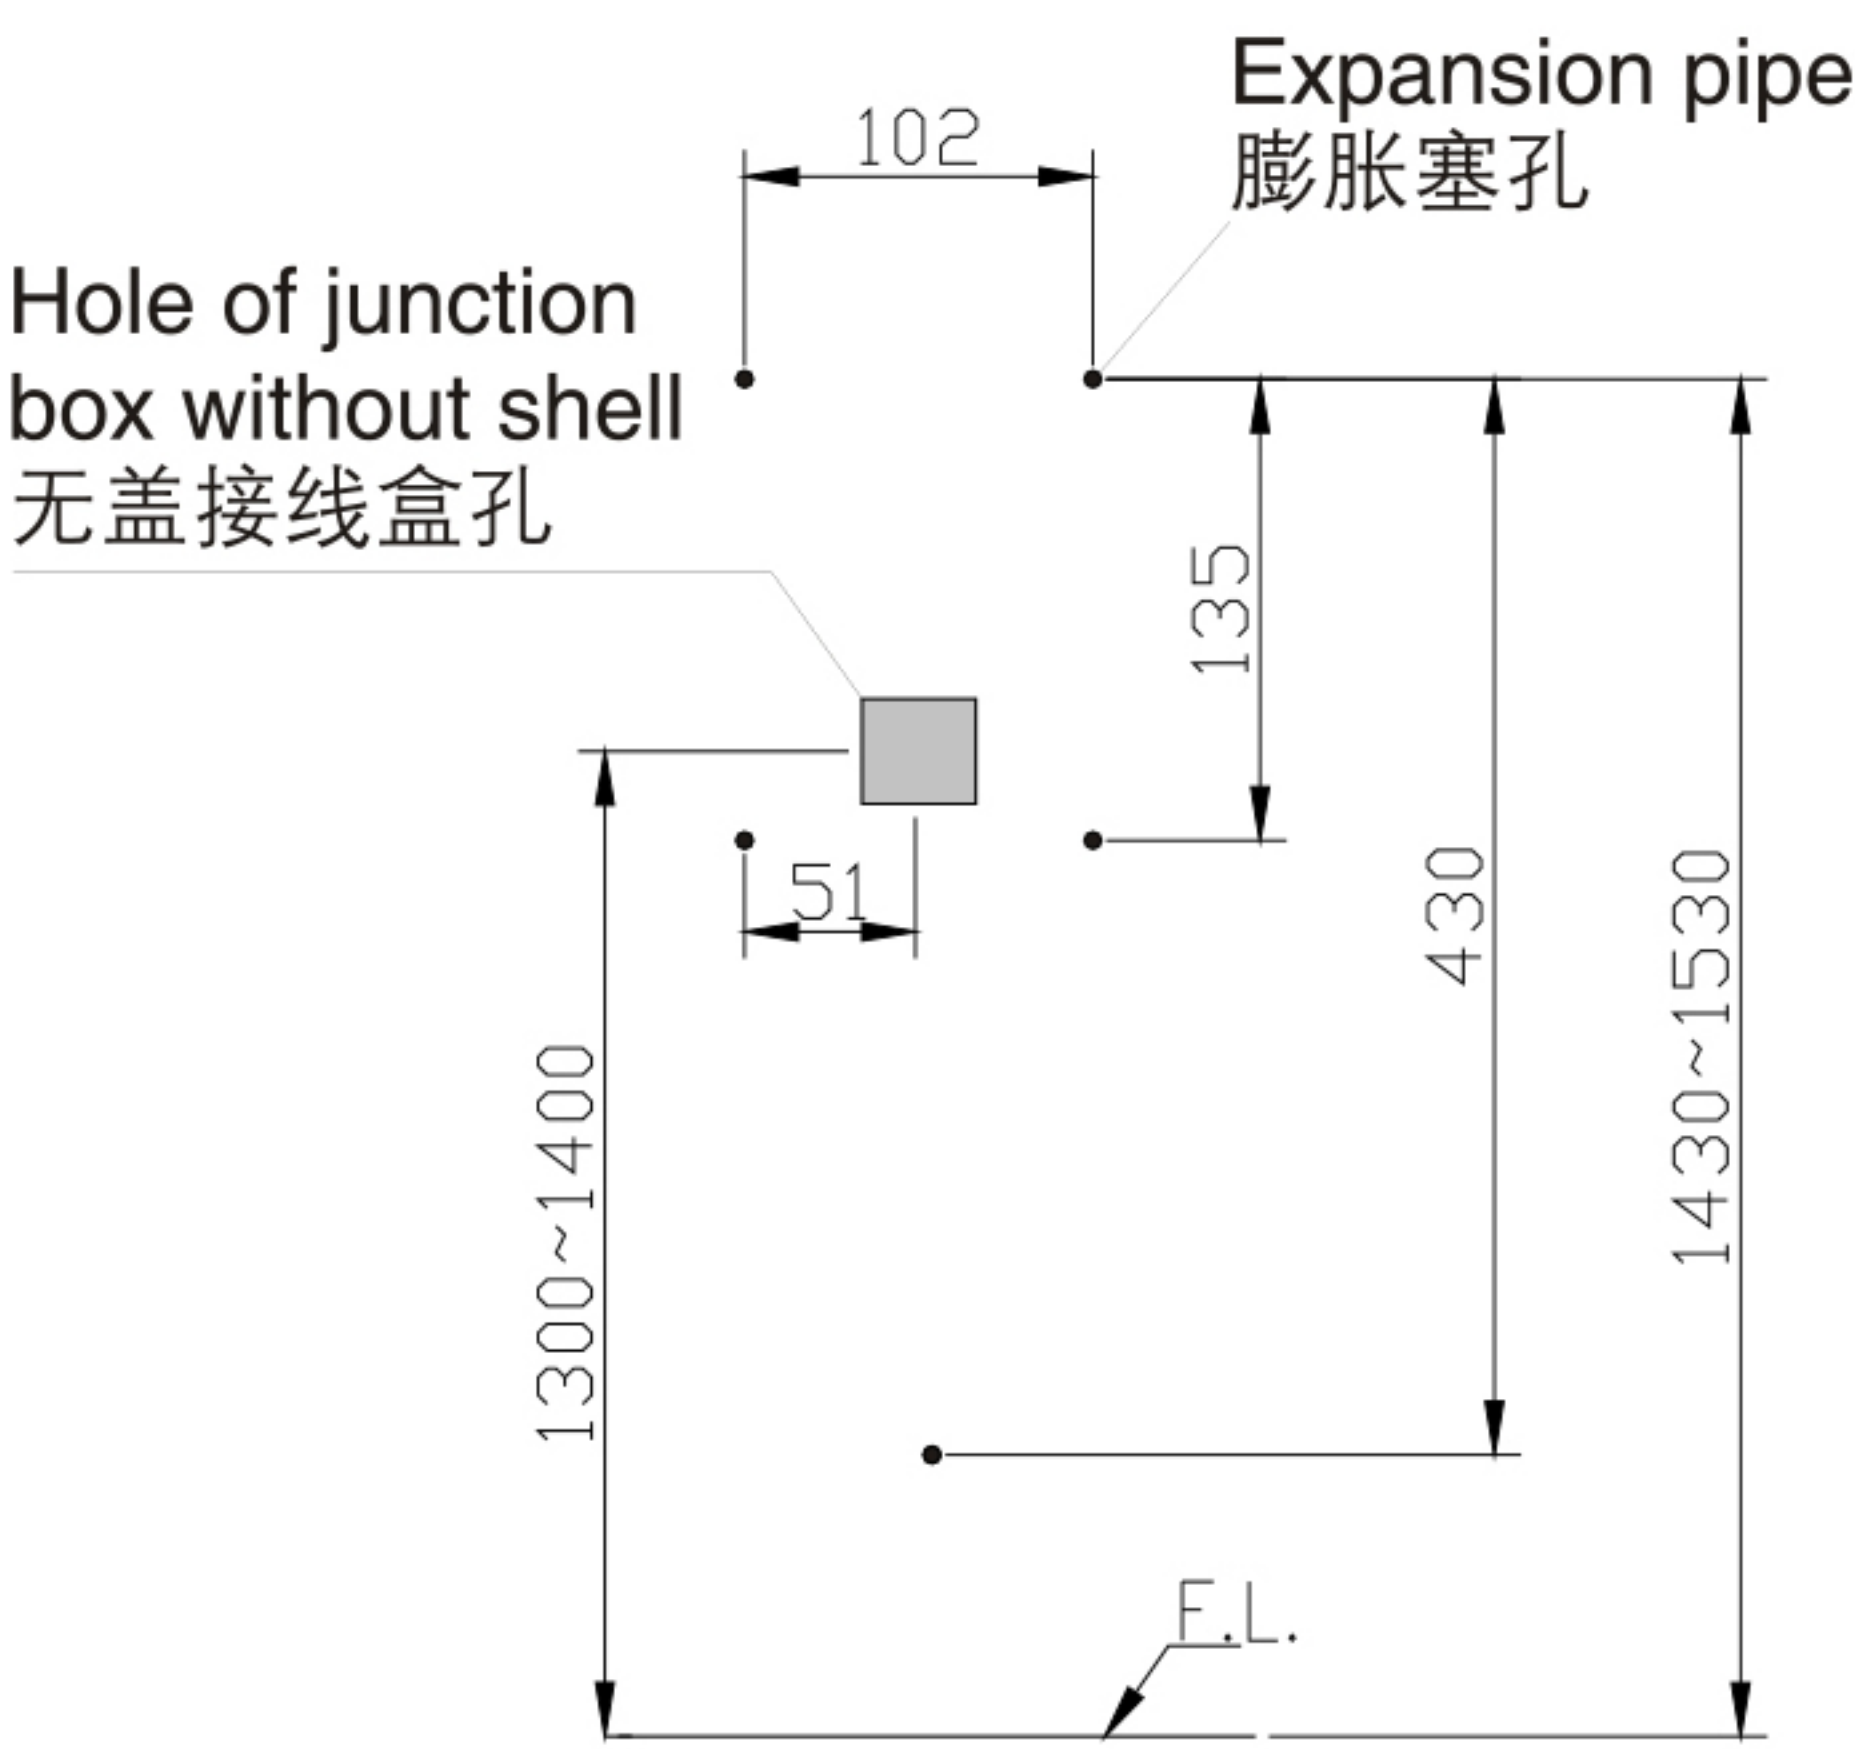 Expansion pipe
膨胀塞孔
102
Hole of junction
box without shell
无盖接线盒孔
135
51
430
1430~1530
1300~1400
F.L.